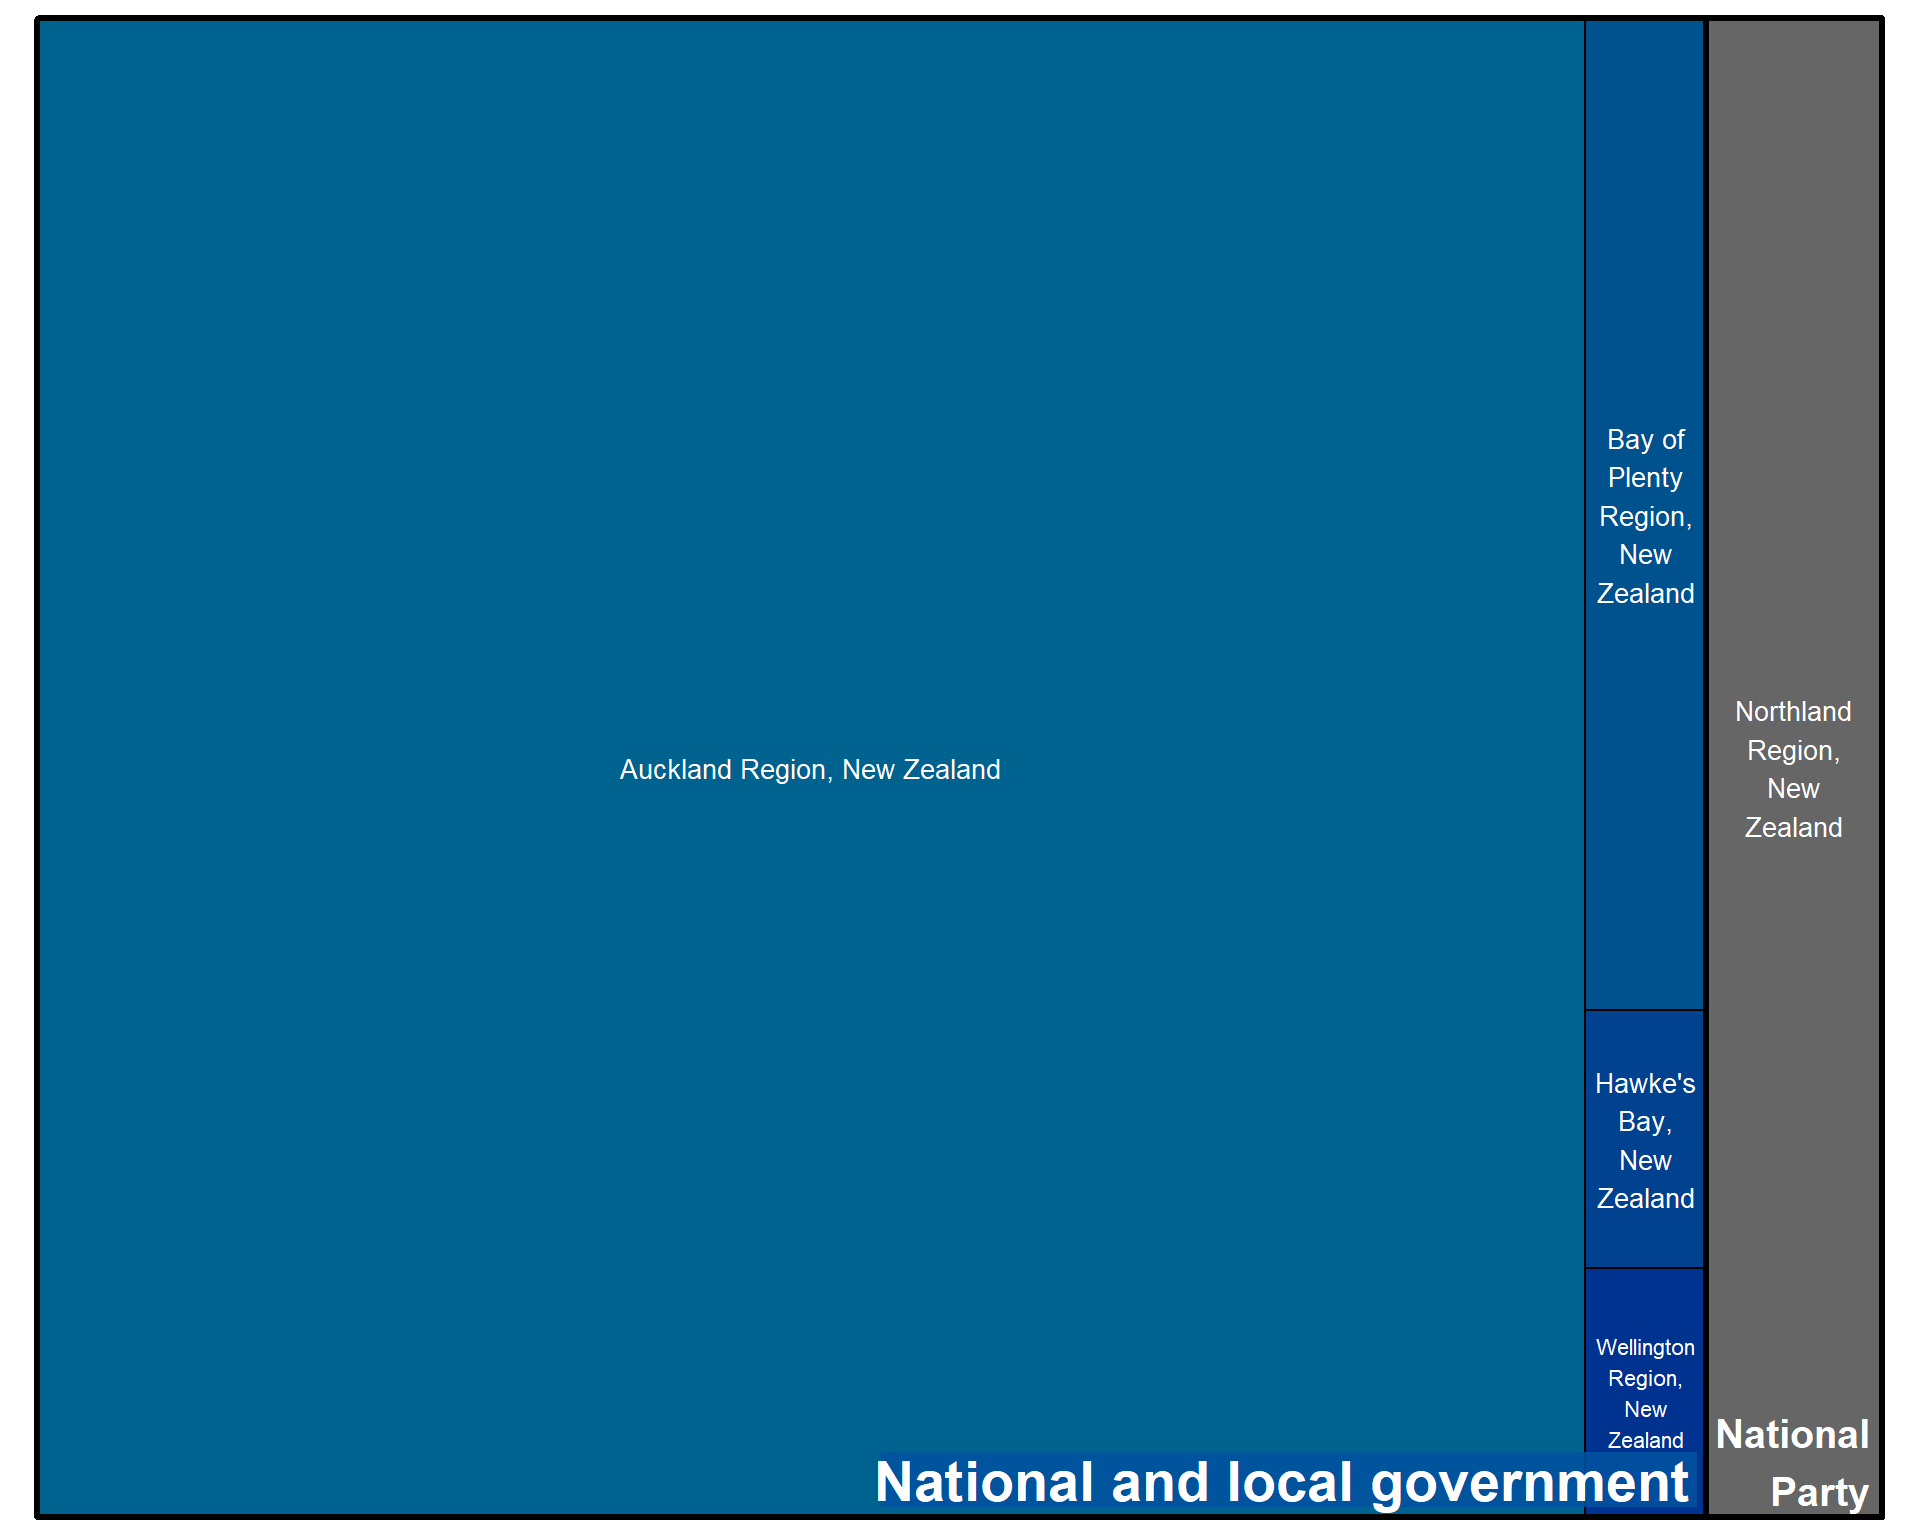 Auckland Region, New Zealand
Bay of
Plenty
Region,
New
Zealand
Hawke's
Bay,
New
Zealand
Wellington
Region,
New
Zealand
National and local government
Northland
Region,
New
Zealand
National
Party